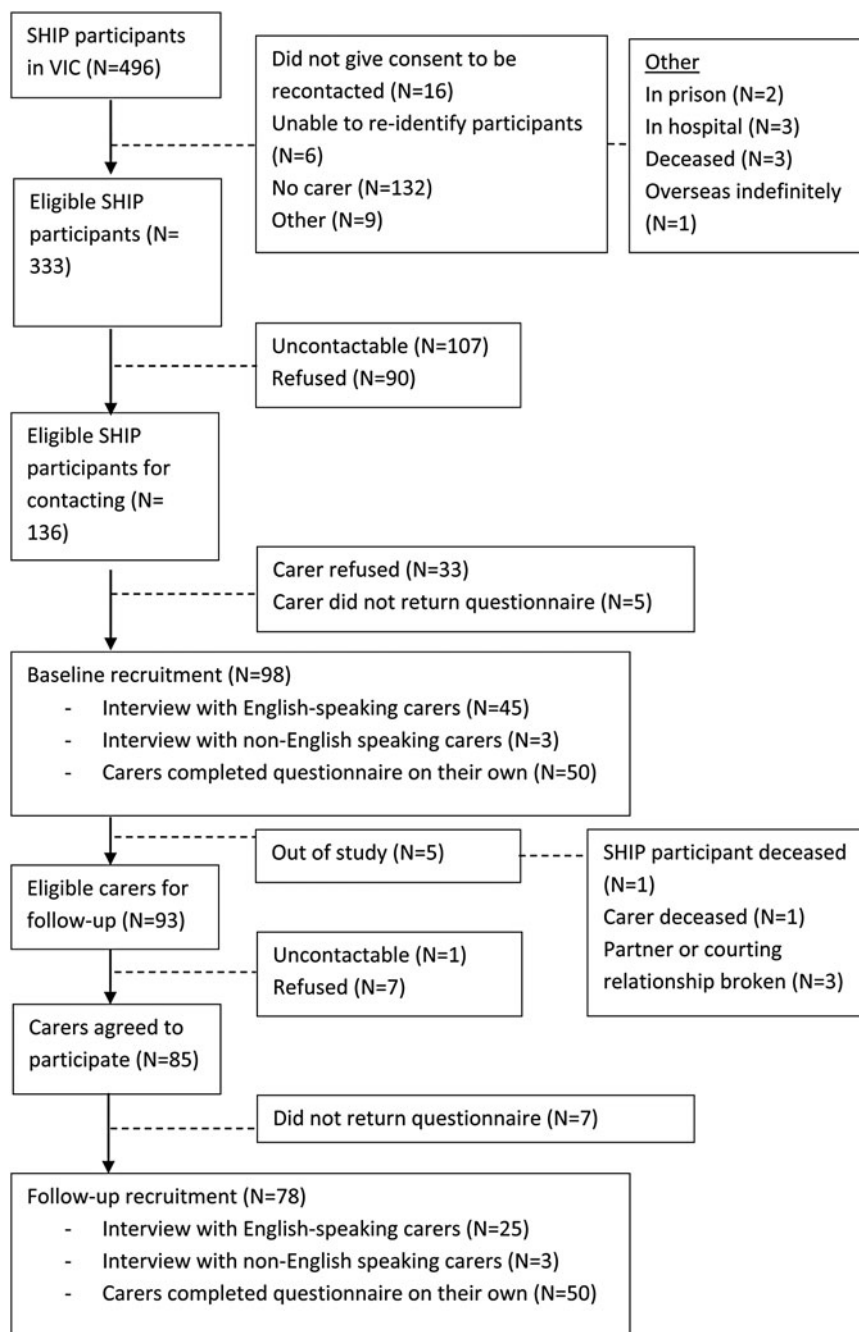 SHIP participants
in VIC (N=496)
Did not give consent to be
recontacted (N=16)
Unable to re-identify participants
(N=6)
No carer (N=132)
Other (N=9)
Other
In prison (N=2)
In hospital (N=3)
Deceased (N=3)
Overseas indefinitely
(N=1)
Eligible SHIP
participants (N=
333)
Uncontactable (N=107)
Refused (N=90)
Eligible SHIP
participants for
contacting (N=
136)
Carer refused (N=33)
Carer did not return questionnaire (N=5)
Baseline recruitment (N=98)
- Interview with English-speaking carers (N=45)
- Interview with non-English speaking carers (N=3)
- Carers completed questionnaire on their own (N=50)
Out of study (N=5)
SHIP participant deceased
(N=1)
Carer deceased (N=1)
Partner or courting
relationship broken (N=3)
Eligible carers for
follow-up (N=93)
Uncontactable (N=1)
Refused (N=7)
Carers agreed to
participate (N=85)
Did not return questionnaire (N=7)
Follow-up recruitment (N=78)
- Interview with English-speaking carers (N=25)
- Interview with non-English speaking carers (N=3)
- Carers completed questionnaire on their own (N=50)